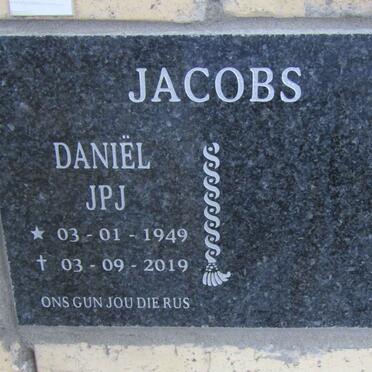 JACOBS
DANIËL
JPJ
★ 03 - 01 - 1949
† 03 - 09 - 2019
ONS GUN JOU DIE RUS